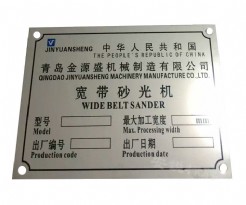 JINYUANSHENG 中华人民共和国
THE PEOPLE'S REPUBLIC OF CHINA
青岛金源盛机械制造有限公司
QINGDAO JINYUANSHENG MACHINERY MANUFACTURE CO.,LTD
宽带砂光机
WIDE BELT SANDER
型号 最大加工宽度 mm
Model Max. Processing width
出厂编号 出厂日期
Production code Production date